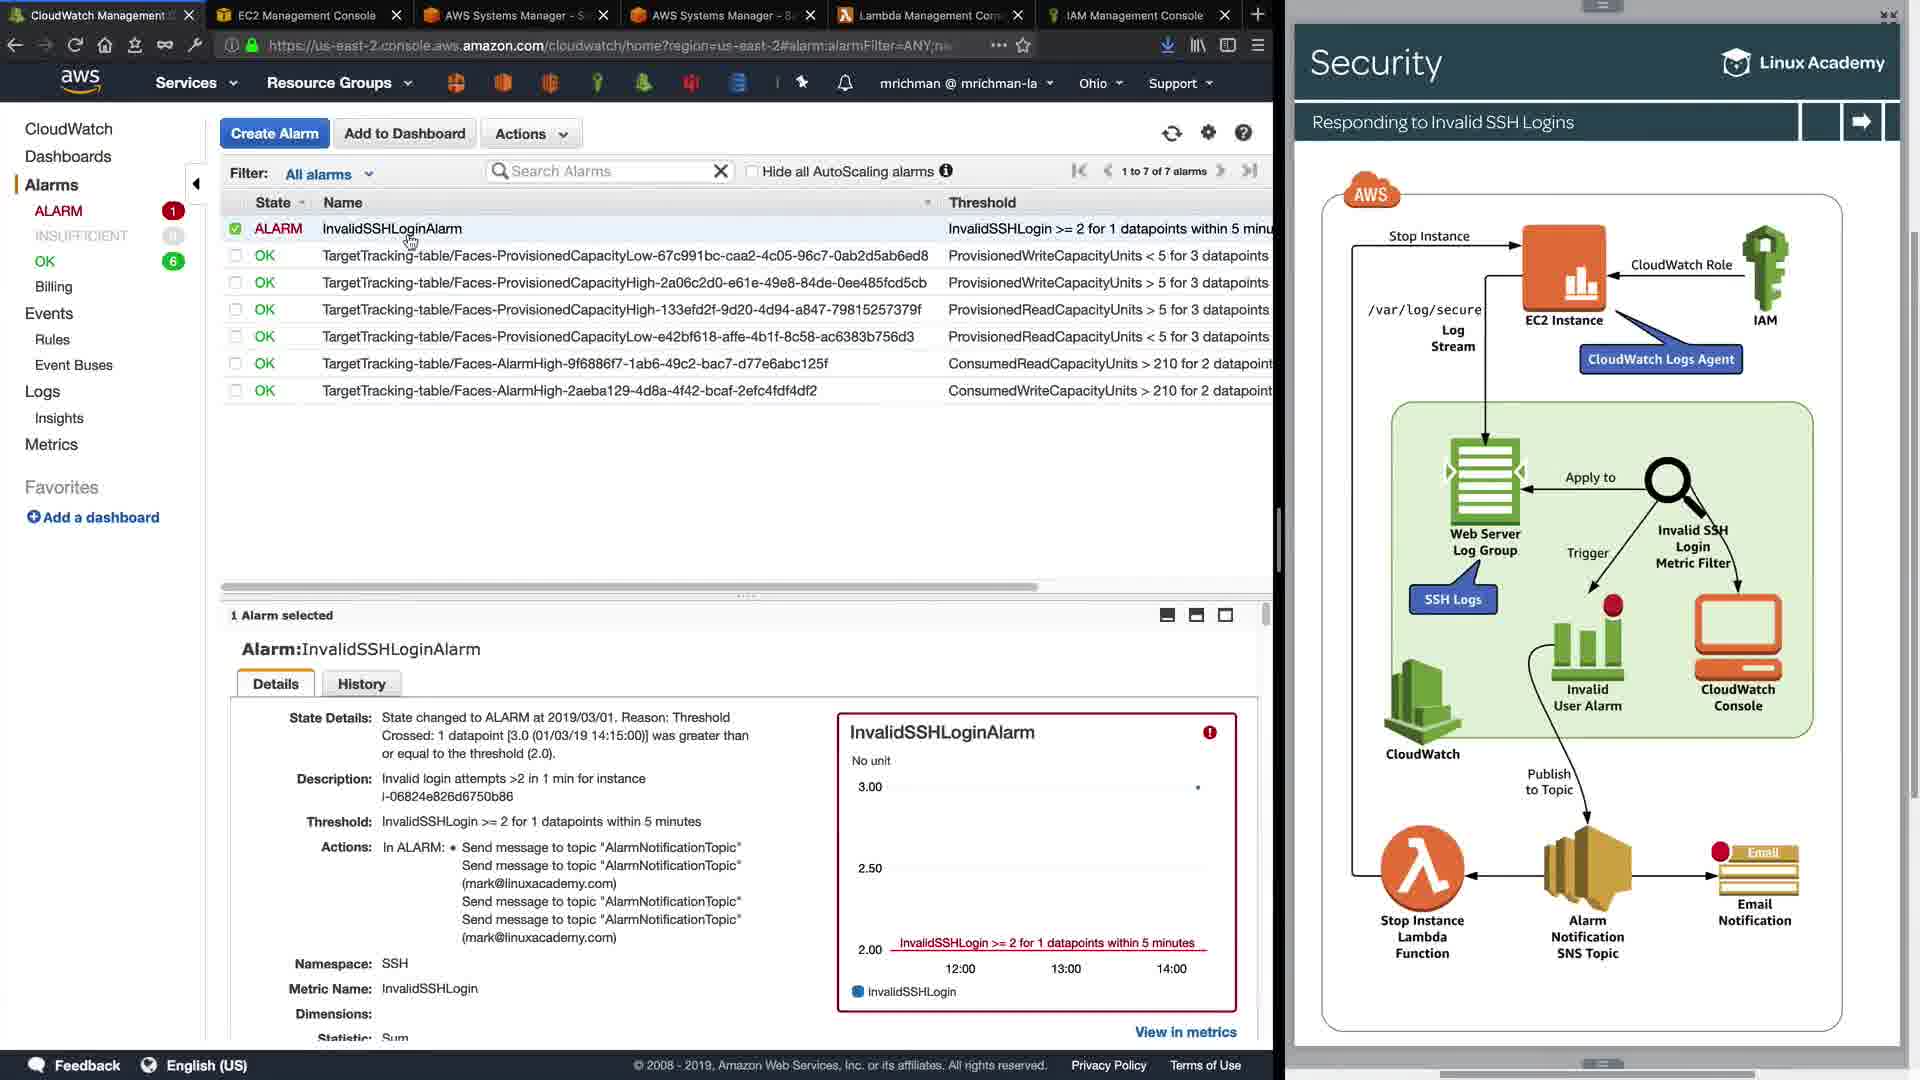 CloudWatch Management C
EC2 Management Console
AWS Systems Manager - S
AWS Systems Manager - Se
Lambda Management Con
IAM Management Console
https://us-east-2.console.aws.amazon.com/cloudwatch/home?region=us-east-2#alarm:alarmFilter=ANY;n
aws
Services
Resource Groups
mrichman @ mrichman-la
Ohio
Support
CloudWatch
Dashboards
Alarms
ALARM 1
INSUFFICIENT 0
OK 6
Billing
Events
Rules
Event Buses
Logs
Insights
Metrics
Favorites
Add a dashboard
Create Alarm
Add to Dashboard
Actions
Filter: All alarms
Search Alarms
Hide all AutoScaling alarms
1 to 7 of 7 alarms
State Name Threshold
ALARM InvalidSSHLoginAlarm InvalidSSHLogin >= 2 for 1 datapoints within 5 minu
OK TargetTracking-table/Faces-ProvisionedCapacityLow-67c991bc-caa2-4c05-96c7-0ab2d5ab6ed8 ProvisionedWriteCapacityUnits < 5 for 3 datapoints
OK TargetTracking-table/Faces-ProvisionedCapacityHigh-2a06c2d0-e61e-49e8-84de-0ee485fcd5cb ProvisionedWriteCapacityUnits > 5 for 3 datapoints
OK TargetTracking-table/Faces-ProvisionedCapacityHigh-133efd2f-9d20-4d94-a847-79815257379f ProvisionedReadCapacityUnits > 5 for 3 datapoints
OK TargetTracking-table/Faces-ProvisionedCapacityLow-e42bf618-affe-4b1f-8c58-ac6383b756d3 ProvisionedReadCapacityUnits < 5 for 3 datapoints
OK TargetTracking-table/Faces-AlarmHigh-9f6886f7-1ab6-49c2-bac7-d77e6abc125f ConsumedReadCapacityUnits > 210 for 2 datapoint
OK TargetTracking-table/Faces-AlarmHigh-2aeba129-4d8a-4f42-bcaf-2efc4fdf4df2 ConsumedWriteCapacityUnits > 210 for 2 datapoin
1 Alarm selected
Alarm:InvalidSSHLoginAlarm
Details
History
State Details: State changed to ALARM at 2019/03/01. Reason: Threshold
Crossed: 1 datapoint [3.0 (01/03/19 14:15:00)] was greater than
or equal to the threshold (2.0).
Description: Invalid login attempts >2 in 1 min for instance
i-06824e826d6750b86
Threshold: InvalidSSHLogin >= 2 for 1 datapoints within 5 minutes
Actions: In ALARM: • Send message to topic "AlarmNotificationTopic"
Send message to topic "AlarmNotificationTopic"
(mark@linuxacademy.com)
Send message to topic "AlarmNotificationTopic"
Send message to topic "AlarmNotificationTopic"
(mark@linuxacademy.com)
Namespace: SSH
Metric Name: InvalidSSHLogin
Dimensions:
Statistic: Sum
InvalidSSHLoginAlarm
No unit
3.00
2.50
2.00
InvalidSSHLogin >= 2 for 1 datapoints within 5 minutes
12:00 13:00 14:00
InvalidSSHLogin
View in metrics
Feedback
English (US)
© 2008 - 2019, Amazon Web Services, Inc. or its affiliates. All rights reserved.
Privacy Policy
Terms of Use
Security
Linux Academy
Responding to Invalid SSH Logins
AWS
Stop Instance
CloudWatch Role
/var/log/secure
Log
Stream
EC2 Instance
IAM
CloudWatch Logs Agent
Apply to
Web Server
Log Group
Invalid SSH
Login
Metric Filter
Trigger
SSH Logs
Invalid
User Alarm
CloudWatch
Console
CloudWatch
Publish
to Topic
Email
Stop Instance
Lambda
Function
Alarm
Notification
SNS Topic
Email
Notification